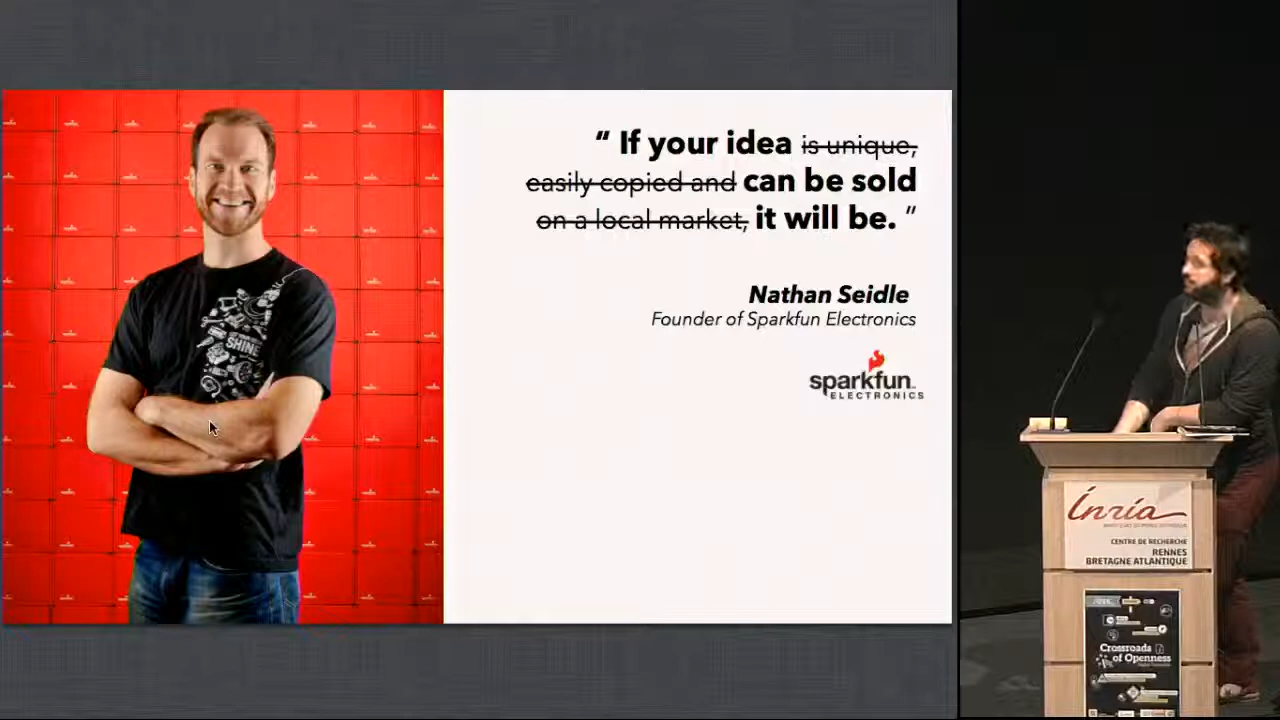 “ If your idea is unique,
easily copied and can be sold
on a local market, it will be. ”
Nathan Seidle
Founder of Sparkfun Electronics
sparkfun
ELECTRONICS
SHINE
Inria
CENTRE DE RECHERCHE
RENNES
BRETAGNE ATLANTIQUE
Crossroads
of Openness